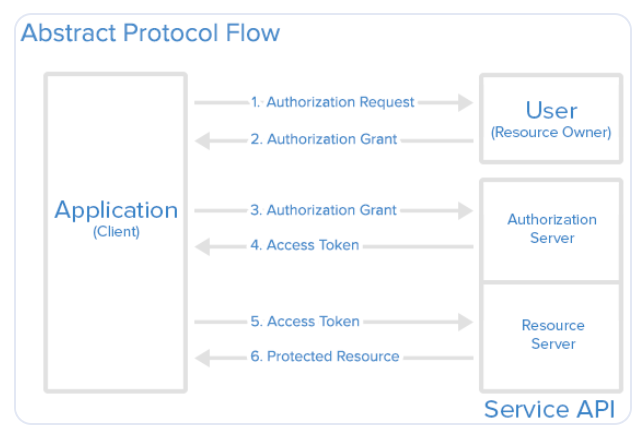 Abstract Protocol Flow
1. Authorization Request
User
(Resource Owner)
2. Authorization Grant
Application
(Client)
3. Authorization Grant
Authorization
Server
4. Access Token
5. Access Token
Resource
Server
6. Protected Resource
Service API